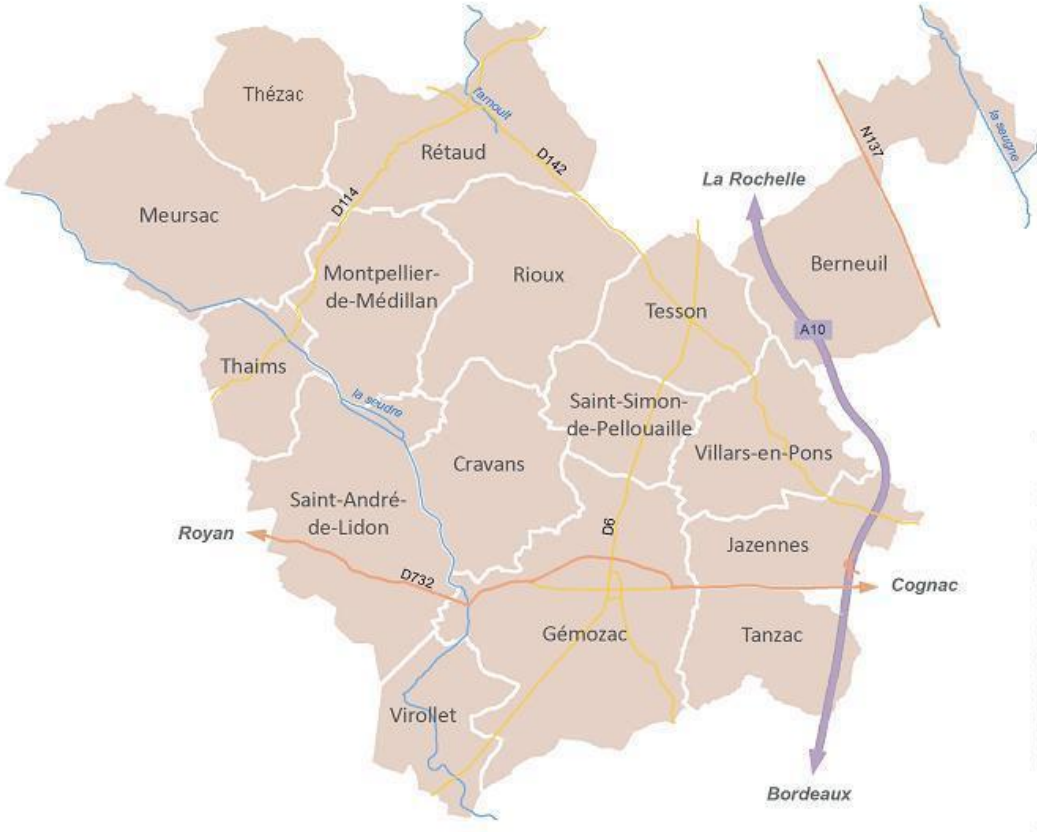 Thézac
l'arnoult
la seugne
N137
Rétaud
D142
La Rochelle
D114
Meursac
Berneuil
Montpellier-
de-Médillan
Rioux
Tesson
A10
Thaims
la seudre
Saint-Simon-
de-Pellouaille
Villars-en-Pons
Cravans
Saint-André-
de-Lidon
Royan
D6
Jazennes
D732
Cognac
Gémozac
Tanzac
Virollet
Bordeaux